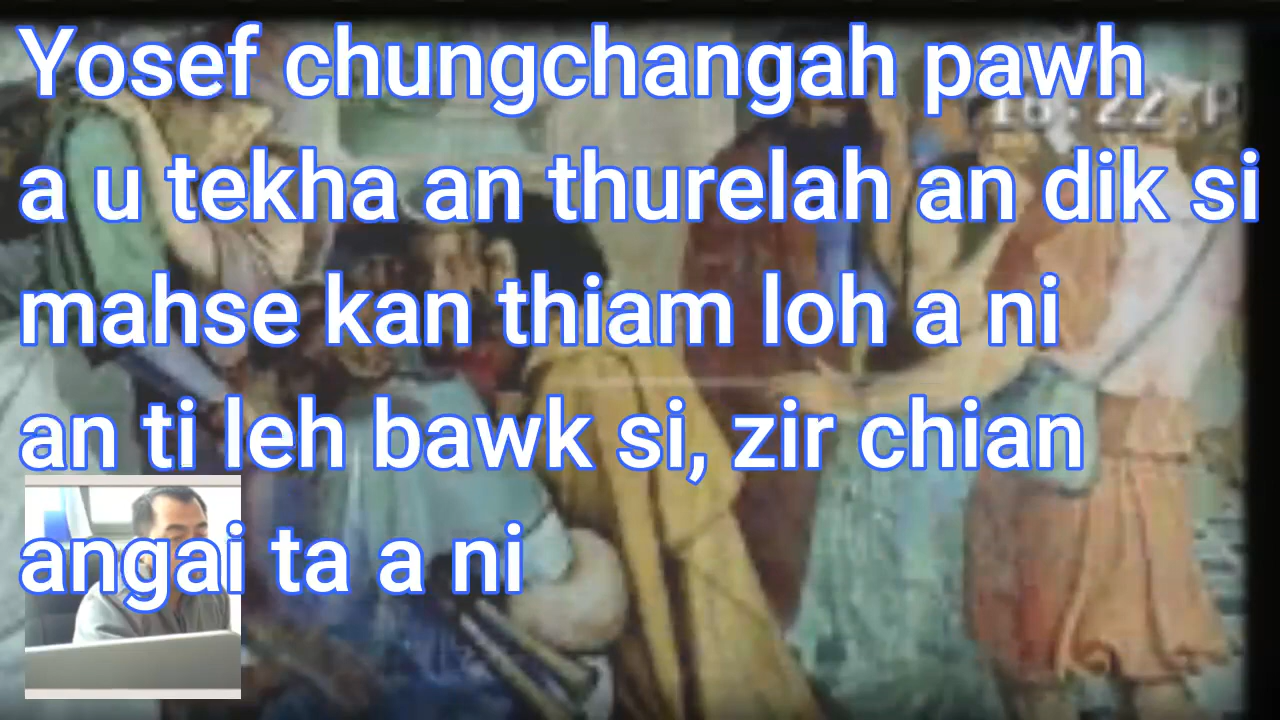 Yosef chungchangah pawh
a u tekha an thurelah an dik si
mahse kan thiam loh a ni
an ti leh bawk si, zir chian
angai ta a ni